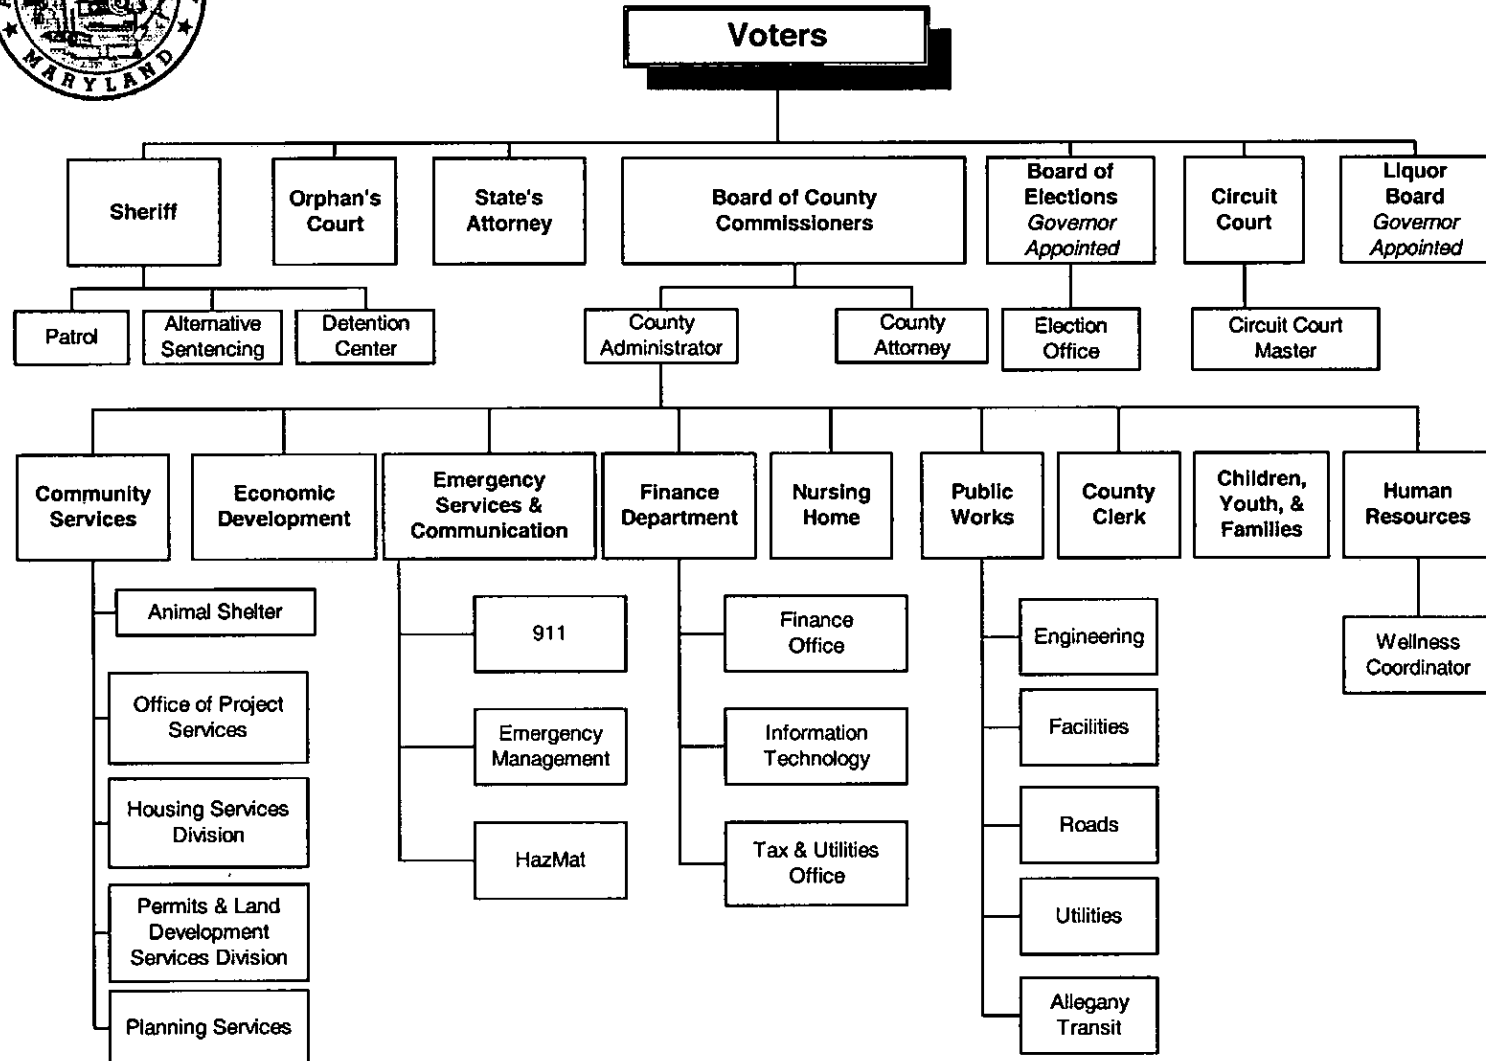 MARYLAND
Voters
Sheriff
Orphan's
Court
State's
Attorney
Board of County
Commissioners
Board of
Elections
Governor
Appointed
Circuit
Court
Liquor
Board
Governor
Appointed
Patrol
Alternative
Sentencing
Detention
Center
County
Administrator
County
Attorney
Election
Office
Circuit Court
Master
Community
Services
Economic
Development
Emergency
Services &
Communication
Finance
Department
Nursing
Home
Public
Works
County
Clerk
Children,
Youth, &
Families
Human
Resources
Animal Shelter
Office of Project
Services
Housing Services
Division
Permits & Land
Development
Services Division
Planning Services
911
Emergency
Management
HazMat
Finance
Office
Information
Technology
Tax & Utilities
Office
Engineering
Facilities
Roads
Utilities
Allegany
Transit
Wellness
Coordinator